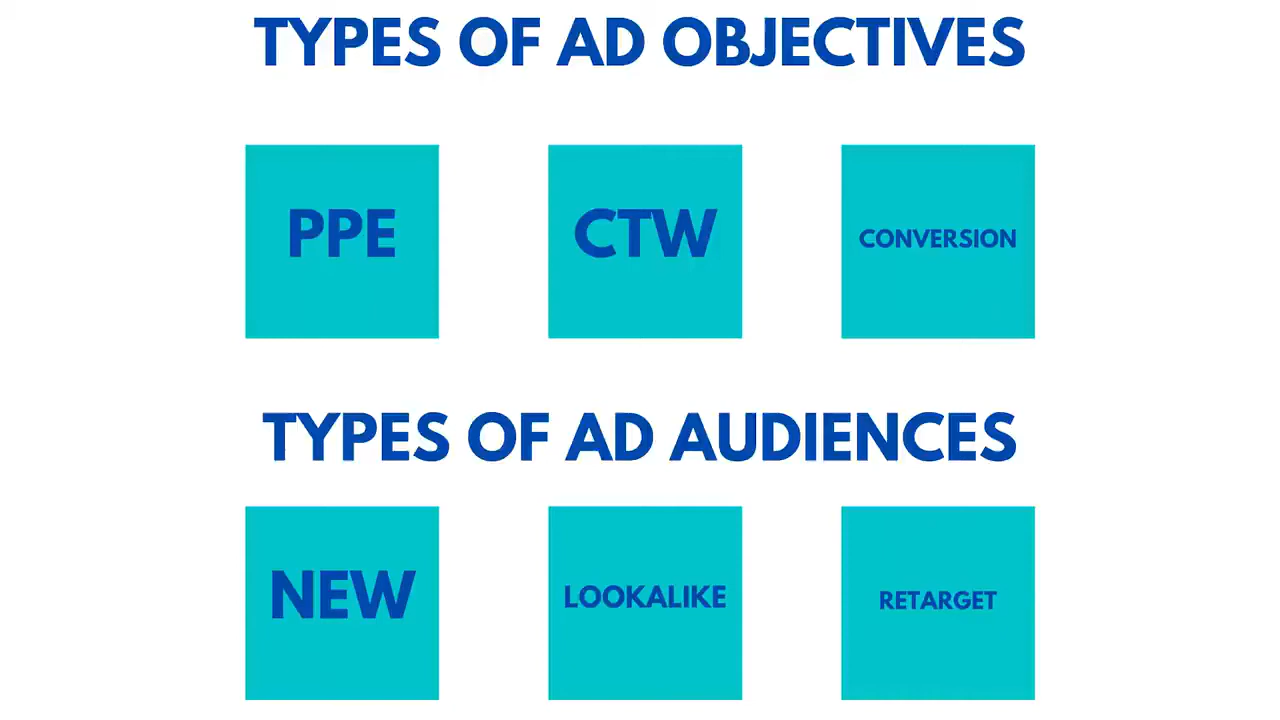 TYPES OF AD OBJECTIVES
PPE
CTW
CONVERSION
TYPES OF AD AUDIENCES
NEW
LOOKALIKE
RETARGET